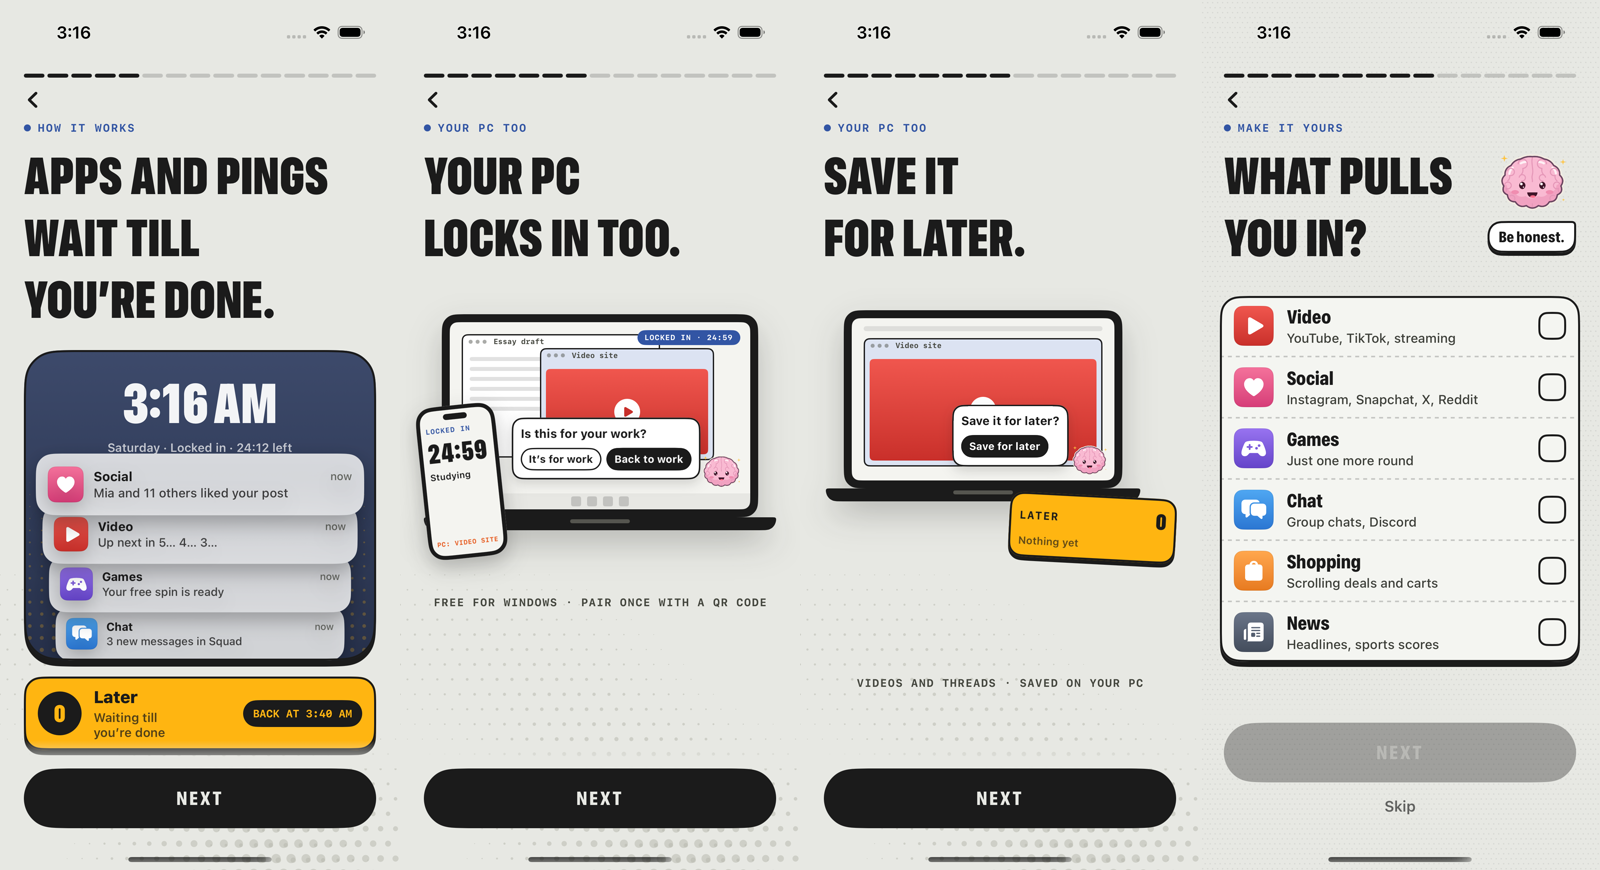 3:16
HOW IT WORKS
APPS AND PINGS
WAIT TILL
YOU'RE DONE.
3:16 AM
Saturday · Locked in · 24:12 left
Social
now
Mia and 11 others liked your post
Video
now
Up next in 5... 4... 3...
Games
now
Your free spin is ready
Chat
now
3 new messages in Squad
0
Later
Waiting till
you're done
BACK AT 3:40 AM
NEXT
3:16
YOUR PC TOO
YOUR PC
LOCKS IN TOO.
LOCKED IN · 24:59
Essay draft
Video site
Is this for your work?
It's for work
Back to work
LOCKED IN
24:59
Studying
PC: VIDEO SITE
FREE FOR WINDOWS · PAIR ONCE WITH A QR CODE
NEXT
3:16
YOUR PC TOO
SAVE IT
FOR LATER.
Video site
Save it for later?
Save for later
LATER
0
Nothing yet
VIDEOS AND THREADS · SAVED ON YOUR PC
NEXT
3:16
MAKE IT YOURS
WHAT PULLS
YOU IN?
Be honest.
Video
YouTube, TikTok, streaming
Social
Instagram, Snapchat, X, Reddit
Games
Just one more round
Chat
Group chats, Discord
Shopping
Scrolling deals and carts
News
Headlines, sports scores
NEXT
Skip